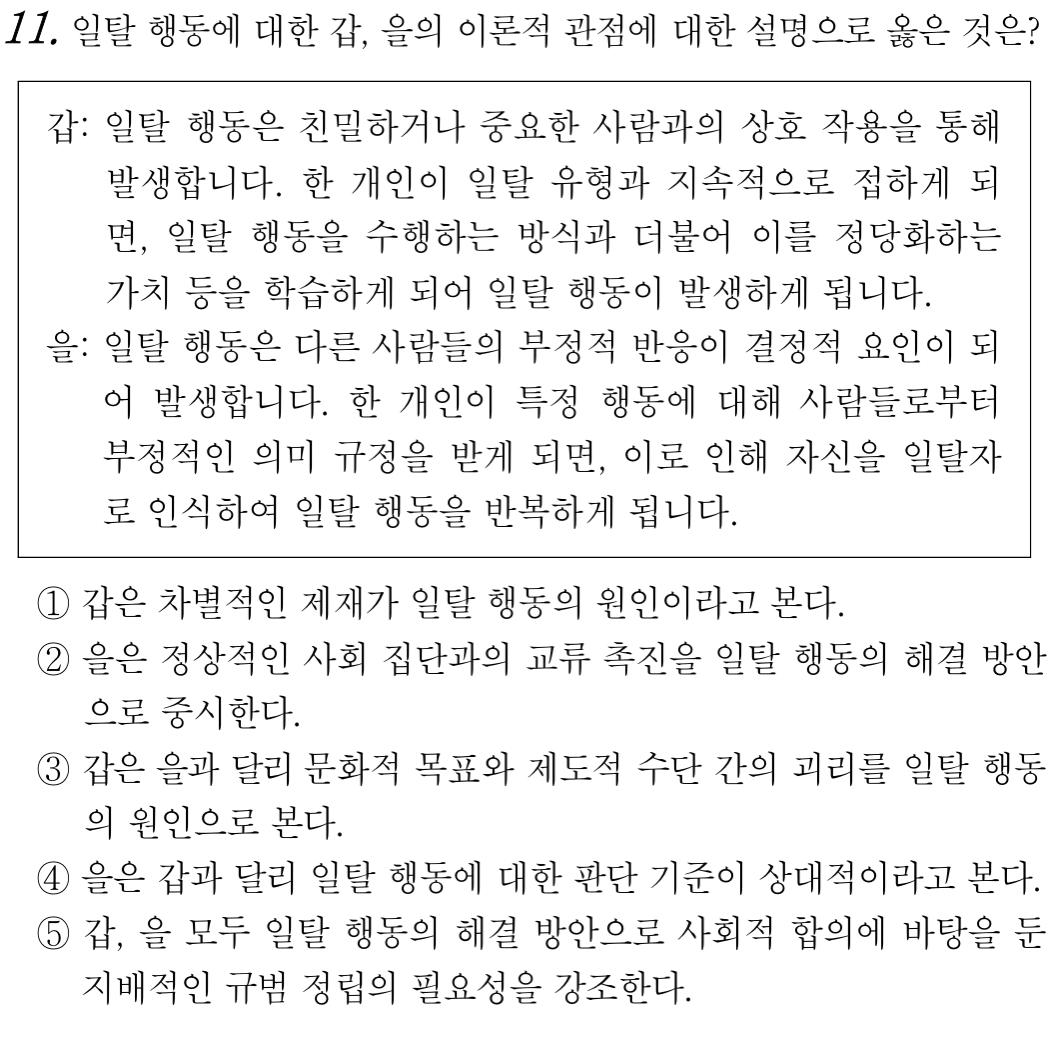 11. 일탈 행동에 대한 갑, 을의 이론적 관점에 대한 설명으로 옳은 것은?
갑: 일탈 행동은 친밀하거나 중요한 사람과의 상호 작용을 통해
발생합니다. 한 개인이 일탈 유형과 지속적으로 접하게 되
면, 일탈 행동을 수행하는 방식과 더불어 이를 정당화하는
가치 등을 학습하게 되어 일탈 행동이 발생하게 됩니다.
을: 일탈 행동은 다른 사람들의 부정적 반응이 결정적 요인이 되
어 발생합니다. 한 개인이 특정 행동에 대해 사람들로부터
부정적인 의미 규정을 받게 되면, 이로 인해 자신을 일탈자
로 인식하여 일탈 행동을 반복하게 됩니다.
① 갑은 차별적인 제재가 일탈 행동의 원인이라고 본다.
② 을은 정상적인 사회 집단과의 교류 촉진을 일탈 행동의 해결 방안
으로 중시한다.
③ 갑은 을과 달리 문화적 목표와 제도적 수단 간의 괴리를 일탈 행동
의 원인으로 본다.
④ 을은 갑과 달리 일탈 행동에 대한 판단 기준이 상대적이라고 본다.
⑤ 갑, 을 모두 일탈 행동의 해결 방안으로 사회적 합의에 바탕을 둔
지배적인 규범 정립의 필요성을 강조한다.